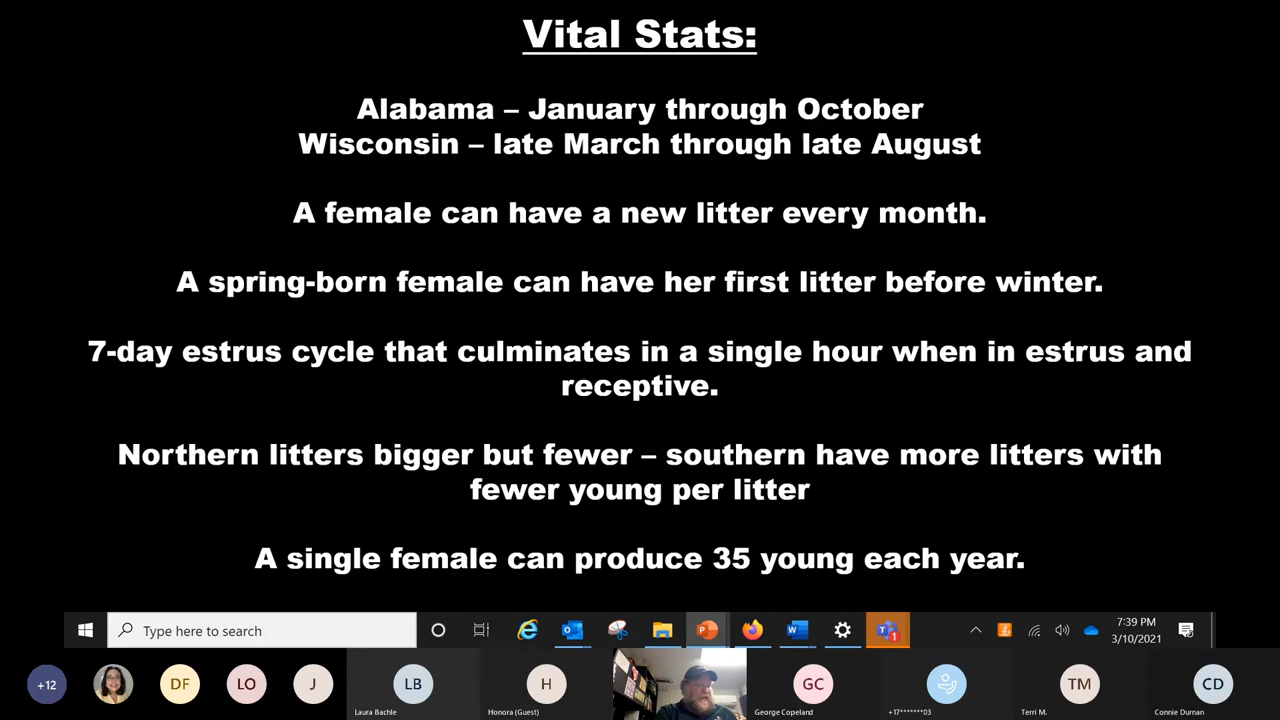 Vital Stats:
Alabama – January through October
Wisconsin – late March through late August
A female can have a new litter every month.
A spring-born female can have her first litter before winter.
7-day estrus cycle that culminates in a single hour when in estrus and
receptive.
Northern litters bigger but fewer – southern have more litters with
fewer young per litter
A single female can produce 35 young each year.
Type here to search
7:39 PM
3/10/2021
+12
DF
LO
J
LB
H
GC
TM
CD
Laura Bachle
Honora (Guest)
George Copeland
+17*******03
Terri M.
Connie Durnan